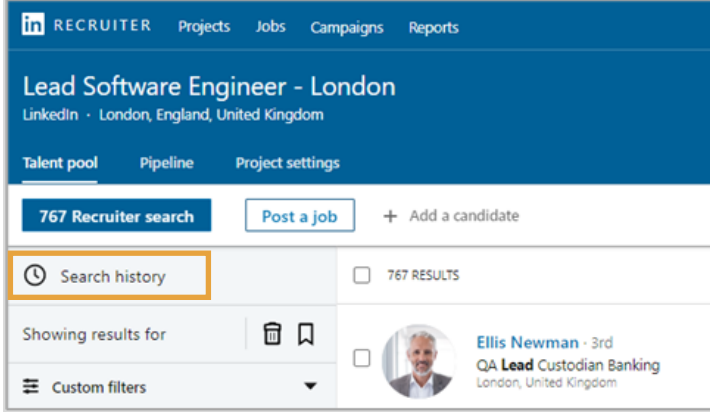 in RECRUITER Projects Jobs Campaigns Reports
Lead Software Engineer - London
LinkedIn · London, England, United Kingdom
Talent pool Pipeline Project settings
767 Recruiter search Post a job + Add a candidate
Search history
767 RESULTS
Showing results for
Ellis Newman · 3rd
QA Lead Custodian Banking
London, United Kingdom
Custom filters